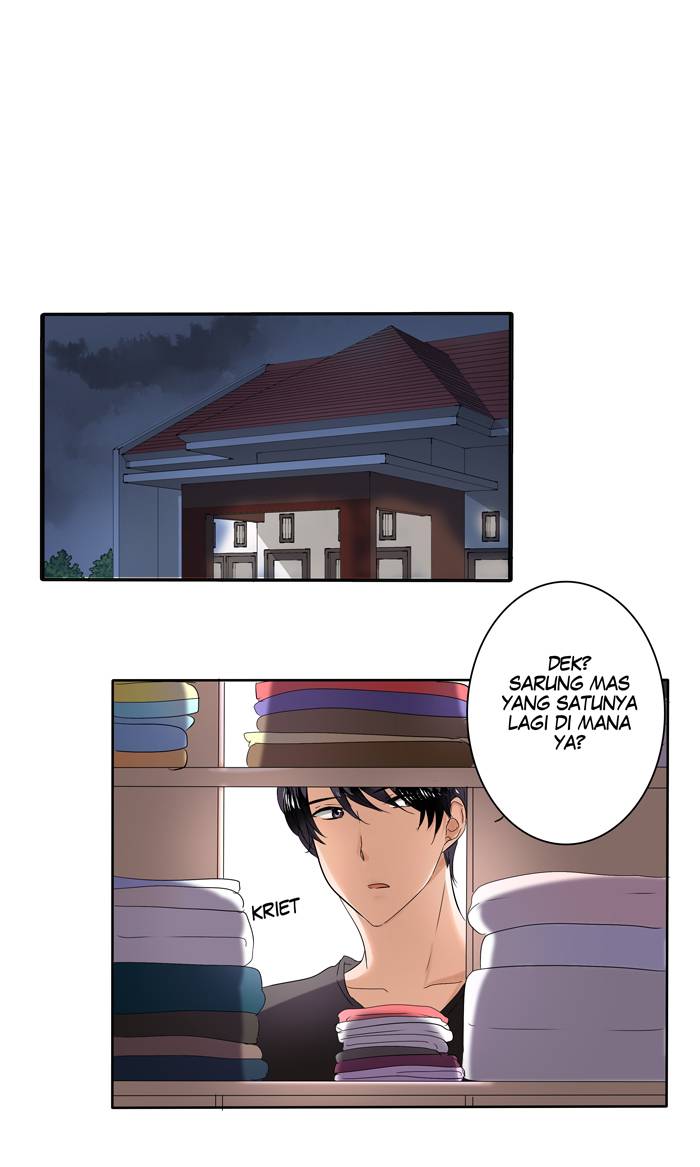 DEK?
SARUNG MAS
YANG SATUNYA
LAGI DI MANA
YA?
KRIET